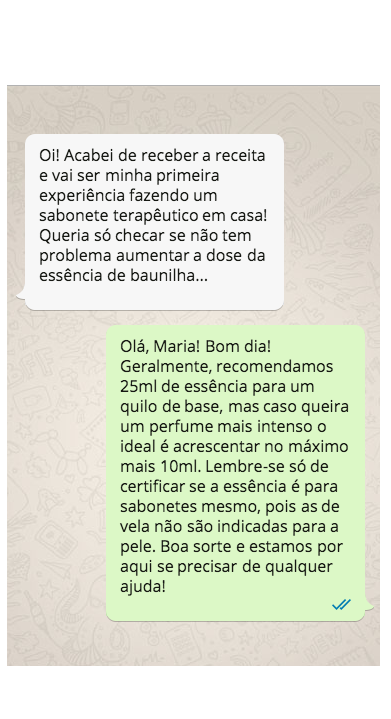 Oi! Acabei de receber a receita
e vai ser minha primeira
experiência fazendo um
sabonete terapêutico em casa!
Queria só checar se não tem
problema aumentar a dose da
essência de baunilha...
Olá, Maria! Bom dia!
Geralmente, recomendamos
25ml de essência para um
quilo de base, mas caso queira
um perfume mais intenso o
ideal é acrescentar no máximo
mais 10ml. Lembre-se só de
certificar se a essência é para
sabonetes mesmo, pois as de
vela não são indicadas para a
pele. Boa sorte e estamos por
aqui se precisar de qualquer
ajuda!